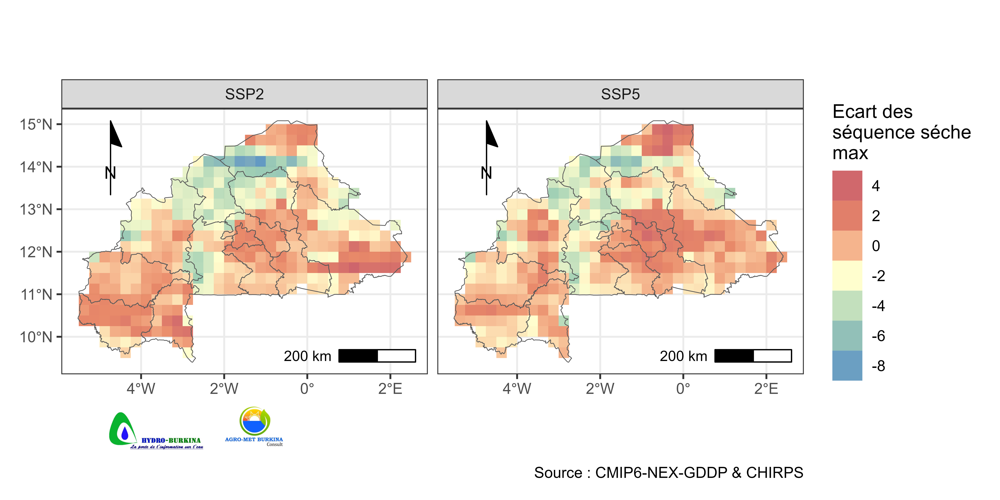 SSP2
SSP5
Ecart des
séquence séche
max
4
2
0
-2
-4
-6
-8
15°N
14°N
13°N
12°N
11°N
10°N
N
N
200 km
200 km
4°W
2°W
0°
2°E
4°W
2°W
0°
2°E
HYDRO-BURKINA
La porte de l'information sur l'eau
AGRO-MET BURKINA
Consult
Source : CMIP6-NEX-GDDP & CHIRPS